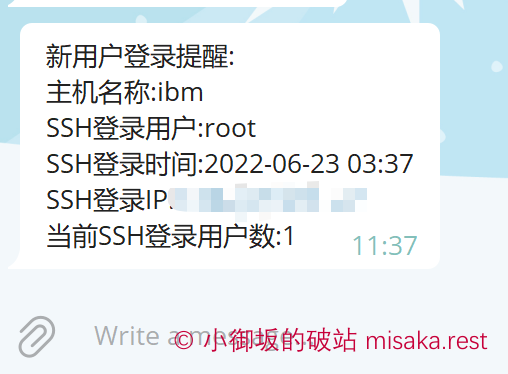 新用户登录提醒:
主机名称:ibm
SSH登录用户:root
SSH登录时间:2022-06-23 03:37
SSH登录IP:
当前SSH登录用户数:1
11:37
Write a message...
© 小御坂的破站 misaka.rest